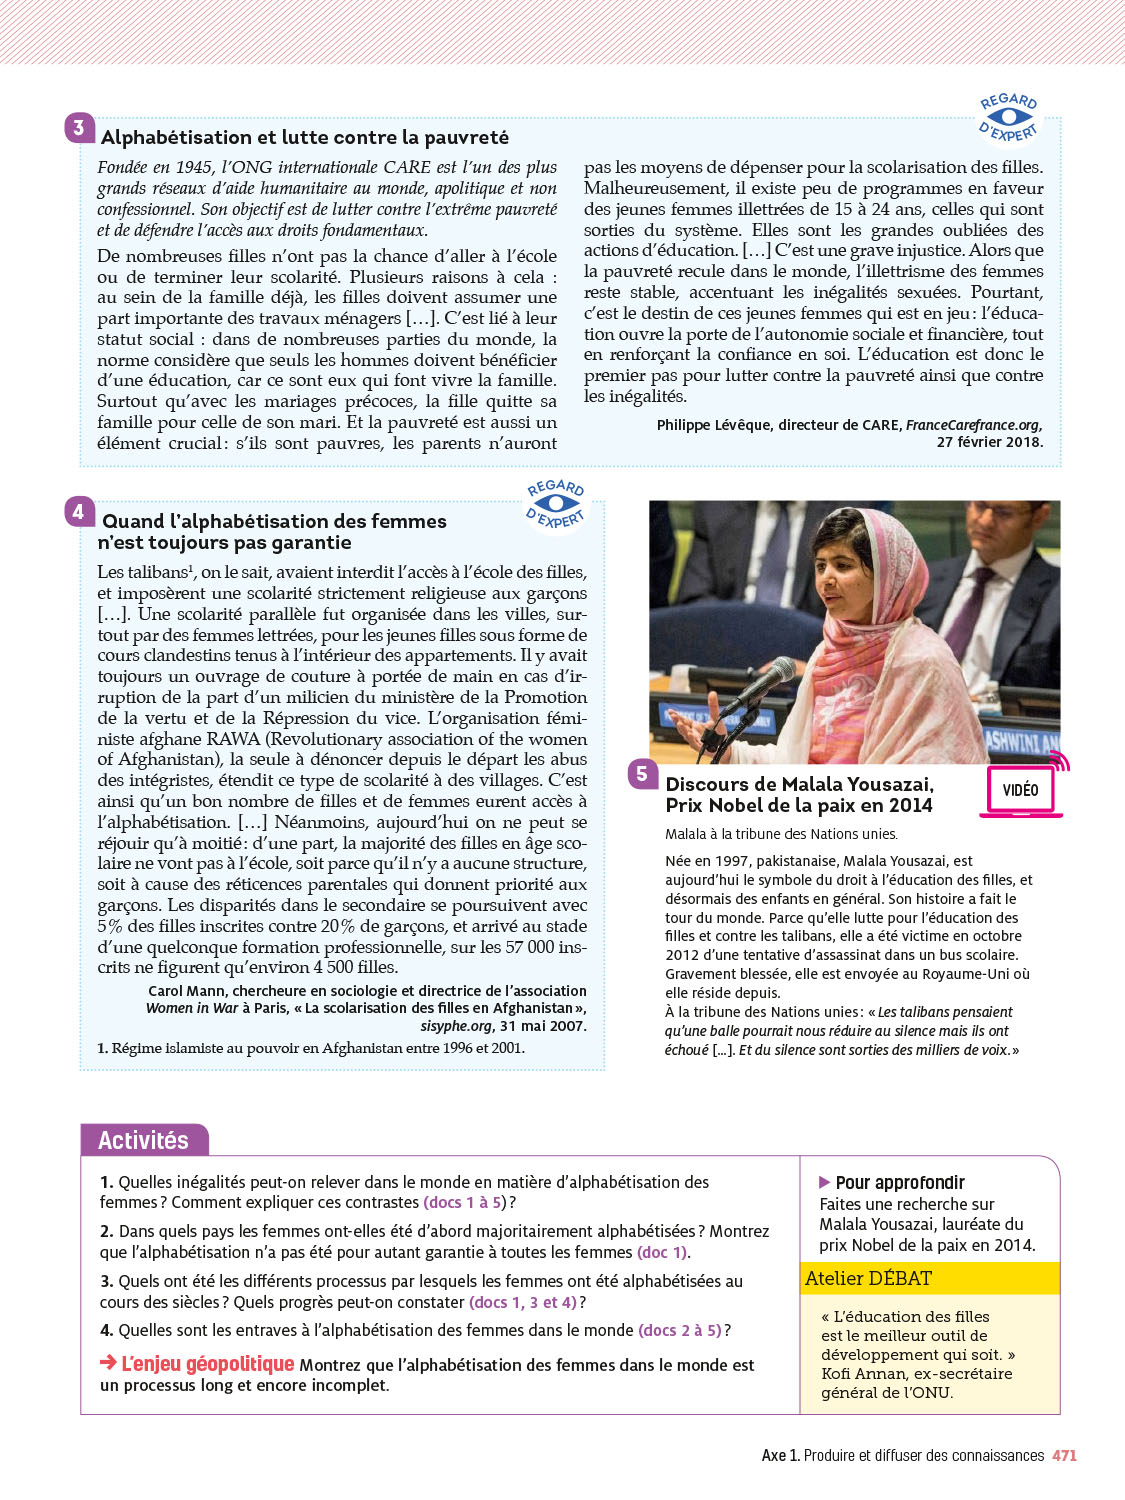 REGARD
D'EXPERT
3
Alphabétisation et lutte contre la pauvreté
Fondée en 1945, l'ONG internationale CARE est l'un des plus
grands réseaux d'aide humanitaire au monde, apolitique et non
confessionnel. Son objectif est de lutter contre l'extrême pauvreté
et de défendre l'accès aux droits fondamentaux.
De nombreuses filles n'ont pas la chance d'aller à l'école
ou de terminer leur scolarité. Plusieurs raisons à cela :
au sein de la famille déjà, les filles doivent assumer une
part importante des travaux ménagers […]. C'est lié à leur
statut social : dans de nombreuses parties du monde, la
norme considère que seuls les hommes doivent bénéficier
d'une éducation, car ce sont eux qui font vivre la famille.
Surtout qu'avec les mariages précoces, la fille quitte sa
famille pour celle de son mari. Et la pauvreté est aussi un
élément crucial : s'ils sont pauvres, les parents n'auront
pas les moyens de dépenser pour la scolarisation des filles.
Malheureusement, il existe peu de programmes en faveur
des jeunes femmes illettrées de 15 à 24 ans, celles qui sont
sorties du système. Elles sont les grandes oubliées des
actions d'éducation. […] C'est une grave injustice. Alors que
la pauvreté recule dans le monde, l'illettrisme des femmes
reste stable, accentuant les inégalités sexuées. Pourtant,
c'est le destin de ces jeunes femmes qui est en jeu : l'éduca-
tion ouvre la porte de l'autonomie sociale et financière, tout
en renforçant la confiance en soi. L'éducation est donc le
premier pas pour lutter contre la pauvreté ainsi que contre
les inégalités.
Philippe Lévêque, directeur de CARE, FranceCarefrance.org,
27 février 2018.
REGARD
D'EXPERT
4
Quand l'alphabétisation des femmes
n'est toujours pas garantie
Les talibans¹, on le sait, avaient interdit l'accès à l'école des filles,
et imposèrent une scolarité strictement religieuse aux garçons
[…]. Une scolarité parallèle fut organisée dans les villes, sur-
tout par des femmes lettrées, pour les jeunes filles sous forme de
cours clandestins tenus à l'intérieur des appartements. Il y avait
toujours un ouvrage de couture à portée de main en cas d'ir-
ruption de la part d'un milicien du ministère de la Promotion
de la vertu et de la Répression du vice. L'organisation fémi-
niste afghane RAWA (Revolutionary association of the women
of Afghanistan), la seule à dénoncer depuis le départ les abus
des intégristes, étendit ce type de scolarité à des villages. C'est
ainsi qu'un bon nombre de filles et de femmes eurent accès à
l'alphabétisation. […] Néanmoins, aujourd'hui on ne peut se
réjouir qu'à moitié : d'une part, la majorité des filles en âge sco-
laire ne vont pas à l'école, soit parce qu'il n'y a aucune structure,
soit à cause des réticences parentales qui donnent priorité aux
garçons. Les disparités dans le secondaire se poursuivent avec
5 % des filles inscrites contre 20 % de garçons, et arrivé au stade
d'une quelconque formation professionnelle, sur les 57 000 ins-
crits ne figurent qu'environ 4 500 filles.
Carol Mann, chercheure en sociologie et directrice de l'association
Women in War à Paris, « La scolarisation des filles en Afghanistan »,
sisyphe.org, 31 mai 2007.
1. Régime islamiste au pouvoir en Afghanistan entre 1996 et 2001.
ASHWINI
5
Discours de Malala Yousazai,
Prix Nobel de la paix en 2014
VIDÉO
Malala à la tribune des Nations unies.
Née en 1997, pakistanaise, Malala Yousazai, est
aujourd'hui le symbole du droit à l'éducation des filles, et
désormais des enfants en général. Son histoire a fait le
tour du monde. Parce qu'elle lutte pour l'éducation des
filles et contre les talibans, elle a été victime en octobre
2012 d'une tentative d'assassinat dans un bus scolaire.
Gravement blessée, elle est envoyée au Royaume-Uni où
elle réside depuis.
À la tribune des Nations unies : « Les talibans pensaient
qu'une balle pourrait nous réduire au silence mais ils ont
échoué […]. Et du silence sont sorties des milliers de voix. »
Activités
1. Quelles inégalités peut-on relever dans le monde en matière d'alphabétisation des
femmes ? Comment expliquer ces contrastes (docs 1 à 5) ?
2. Dans quels pays les femmes ont-elles été d'abord majoritairement alphabétisées ? Montrez
que l'alphabétisation n'a pas été pour autant garantie à toutes les femmes (doc 1).
3. Quels ont été les différents processus par lesquels les femmes ont été alphabétisées au
cours des siècles ? Quels progrès peut-on constater (docs 1, 3 et 4) ?
4. Quelles sont les entraves à l'alphabétisation des femmes dans le monde (docs 2 à 5) ?
➔ L'enjeu géopolitique Montrez que l'alphabétisation des femmes dans le monde est
un processus long et encore incomplet.
▶ Pour approfondir
Faites une recherche sur
Malala Yousazai, lauréate du
prix Nobel de la paix en 2014.
Atelier DÉBAT
« L'éducation des filles
est le meilleur outil de
développement qui soit. »
Kofi Annan, ex-secrétaire
général de l'ONU.
Axe 1. Produire et diffuser des connaissances 471